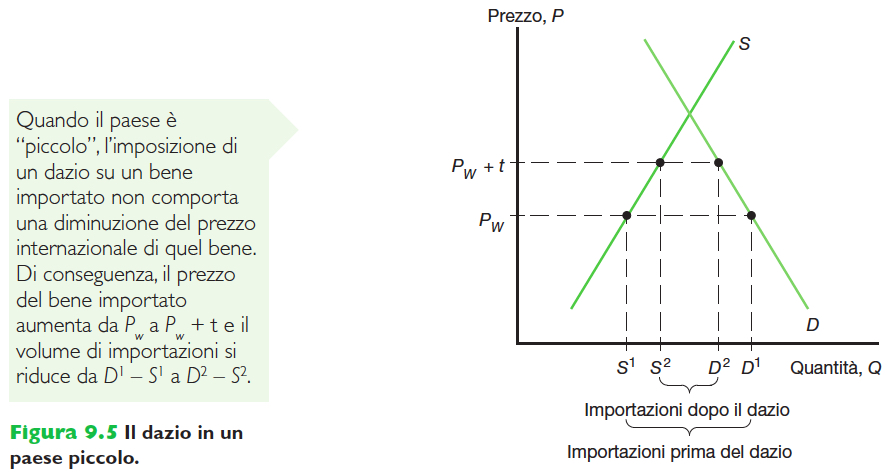 Quando il paese è
“piccolo”, l’imposizione di
un dazio su un bene
importato non comporta
una diminuzione del prezzo
internazionale di quel bene.
Di conseguenza, il prezzo
del bene importato
aumenta da Pw a Pw + t e il
volume di importazioni si
riduce da D¹ – S¹ a D² – S².
Figura 9.5 Il dazio in un
paese piccolo.
Prezzo, P
S
PW + t
PW
D
S¹ S² D² D¹ Quantità, Q
Importazioni dopo il dazio
Importazioni prima del dazio